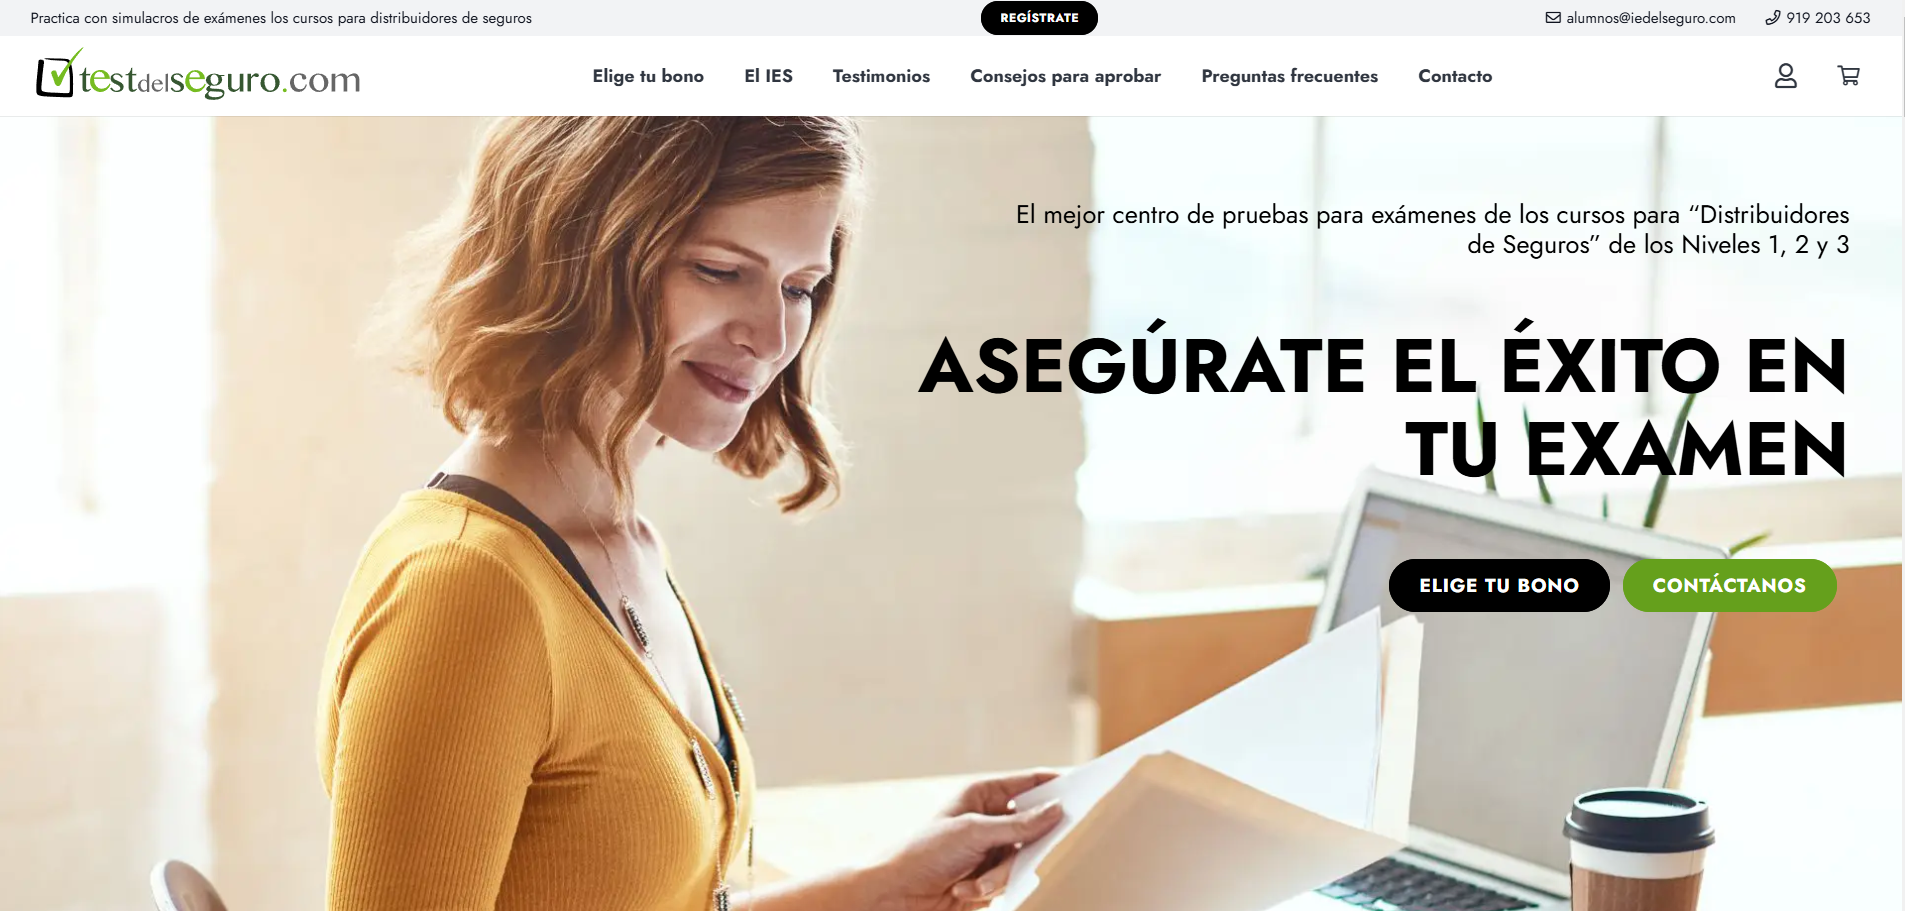 Practica con simulacros de exámenes los cursos para distribuidores de seguros
REGÍSTRATE
alumnos@iedelseguro.com
919 203 653
testdelseguro.com
Elige tu bono
El IES
Testimonios
Consejos para aprobar
Preguntas frecuentes
Contacto
El mejor centro de pruebas para exámenes de los cursos para “Distribuidores
de Seguros” de los Niveles 1, 2 y 3
ASEGÚRATE EL ÉXITO EN
TU EXAMEN
ELIGE TU BONO
CONTÁCTANOS